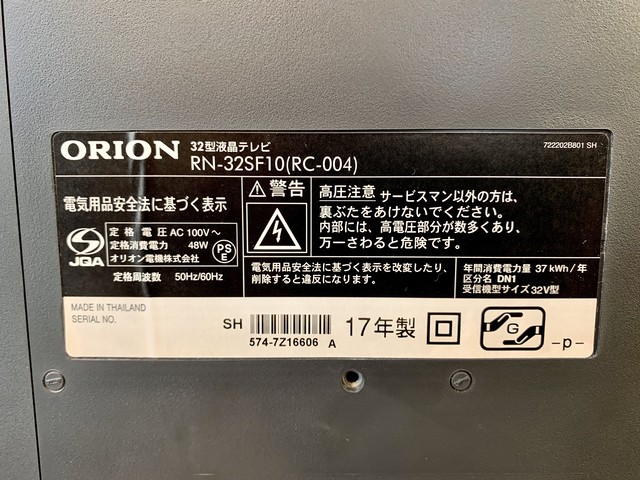 ORION
32型液晶テレビ
RN-32SF10(RC-004)
722202B801 SH
電気用品安全法に基づく表示
JQA
定格電圧 AC 100V～
定格消費電力 48W
オリオン電機株式会社
PS
E
定格周波数 50Hz/60Hz
警告
高圧注意 サービスマン以外の方は、
裏ぶたをあけないでください。
内部には、高電圧部分が数多くあり、
万一さわると危険です。
電気用品安全法に基づく表示を改変したり、
削除すると違反になります。
年間消費電力量 37 kWh/年
区分名 DN1
受信機型サイズ 32V型
MADE IN THAILAND
SERIAL NO.
SH
574-7Z16606 A
17年製
G
-p-